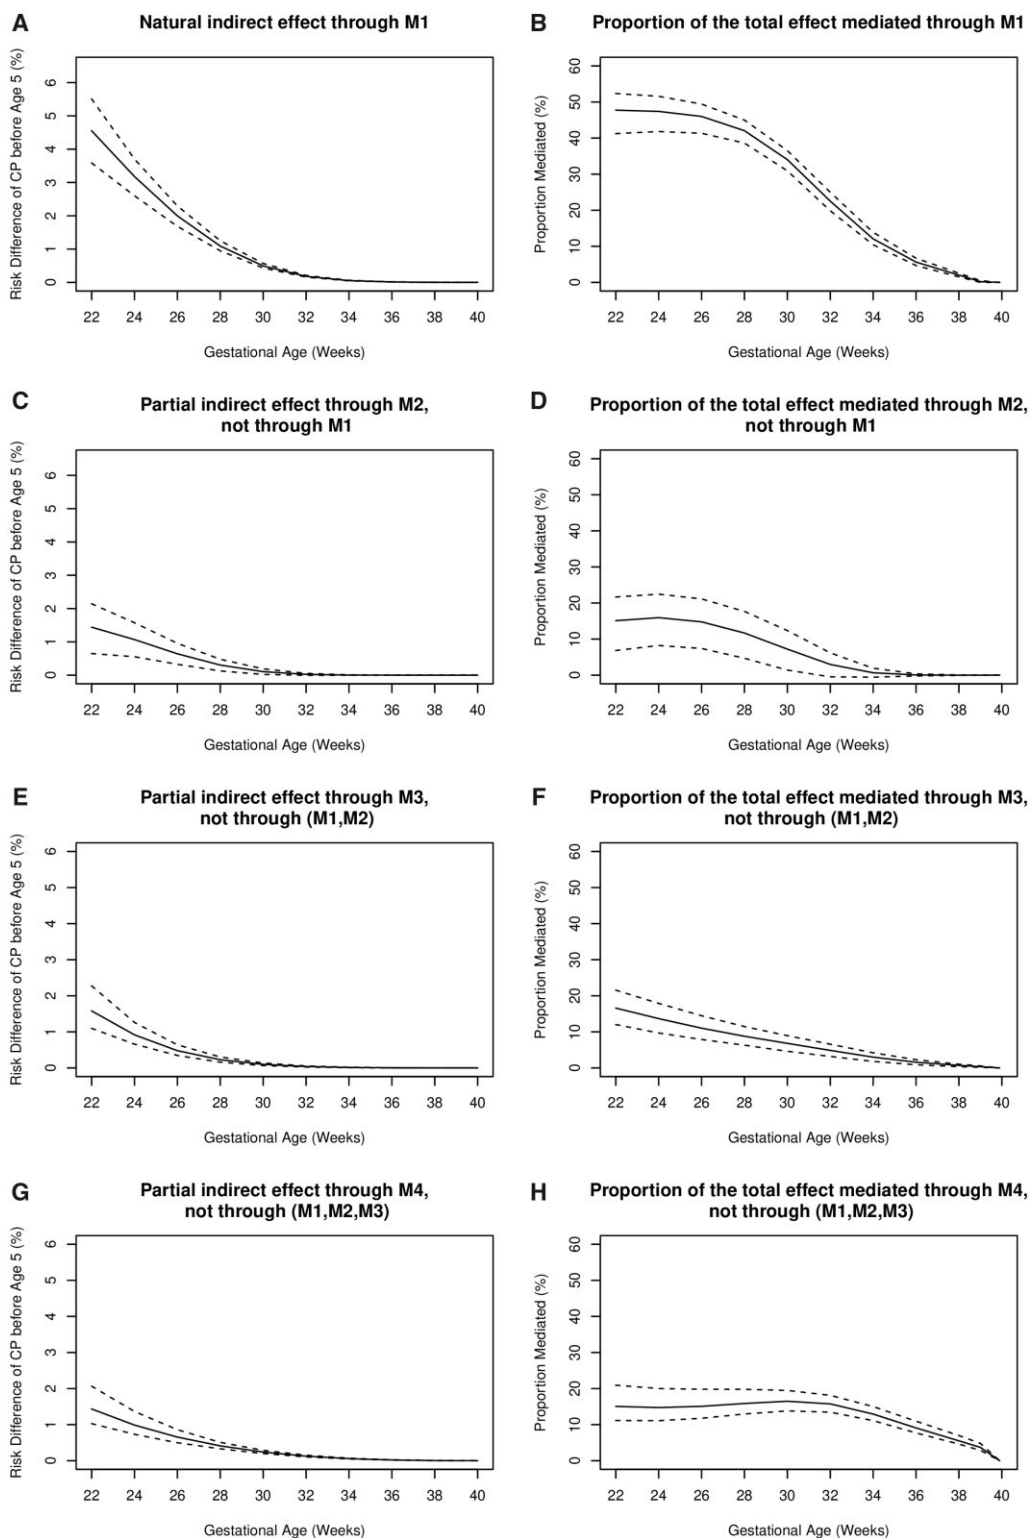 A
Natural indirect effect through M1
Risk Difference of CP before Age 5 (%)
0 1 2 3 4 5 6
22 24 26 28 30 32 34 36 38 40
Gestational Age (Weeks)
B
Proportion of the total effect mediated through M1
Proportion Mediated (%)
0 10 20 30 40 50 60
22 24 26 28 30 32 34 36 38 40
Gestational Age (Weeks)
C
Partial indirect effect through M2,
not through M1
Risk Difference of CP before Age 5 (%)
0 1 2 3 4 5 6
22 24 26 28 30 32 34 36 38 40
Gestational Age (Weeks)
D
Proportion of the total effect mediated through M2,
not through M1
Proportion Mediated (%)
0 10 20 30 40 50 60
22 24 26 28 30 32 34 36 38 40
Gestational Age (Weeks)
E
Partial indirect effect through M3,
not through (M1,M2)
Risk Difference of CP before Age 5 (%)
0 1 2 3 4 5 6
22 24 26 28 30 32 34 36 38 40
Gestational Age (Weeks)
F
Proportion of the total effect mediated through M3,
not through (M1,M2)
Proportion Mediated (%)
0 10 20 30 40 50 60
22 24 26 28 30 32 34 36 38 40
Gestational Age (Weeks)
G
Partial indirect effect through M4,
not through (M1,M2,M3)
Risk Difference of CP before Age 5 (%)
0 1 2 3 4 5 6
22 24 26 28 30 32 34 36 38 40
Gestational Age (Weeks)
H
Proportion of the total effect mediated through M4,
not through (M1,M2,M3)
Proportion Mediated (%)
0 10 20 30 40 50 60
22 24 26 28 30 32 34 36 38 40
Gestational Age (Weeks)